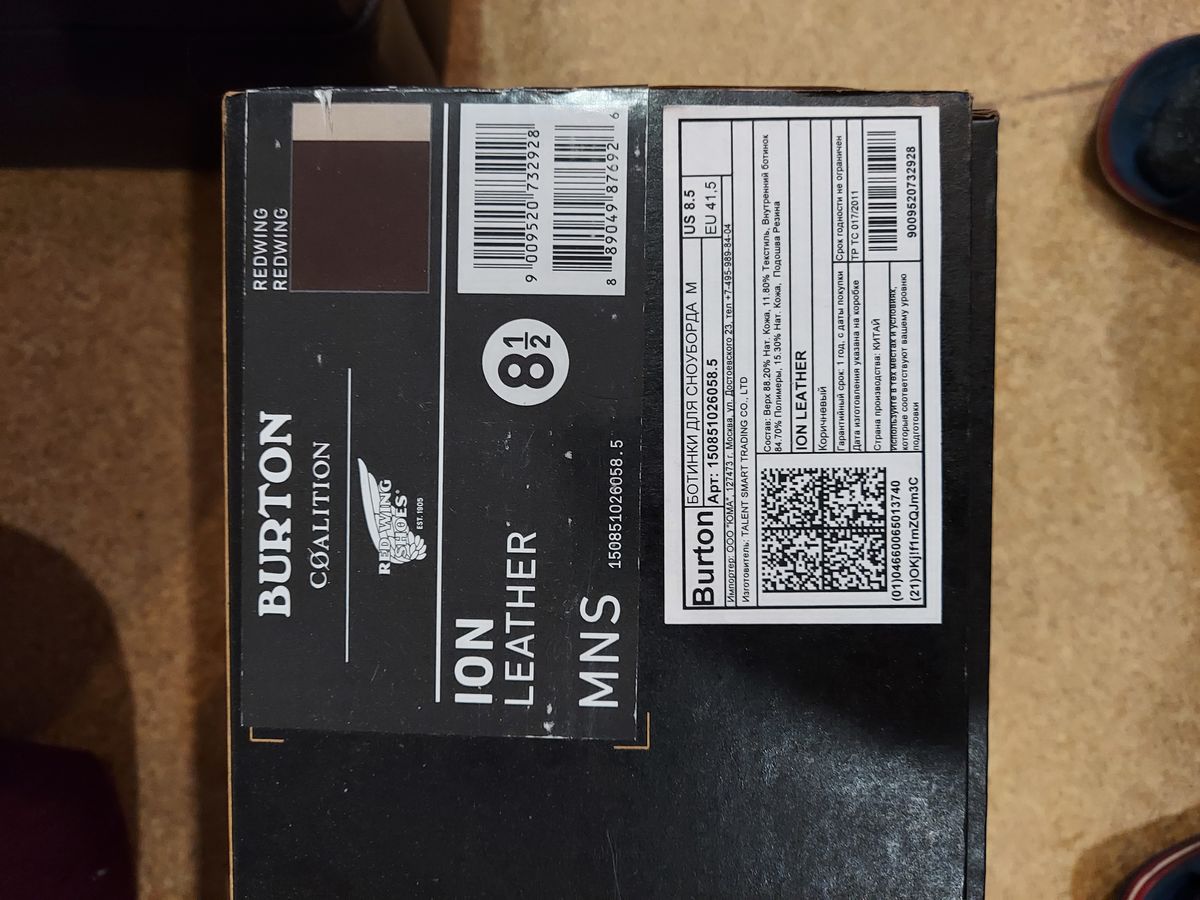 BURTON
CØALITION
RED WING
SHOES
EST. 1905
REDWING
REDWING
ION
LEATHER
8 1/2
MNS
150851026058.5
9 009520 732928
8 89049 87692 6
Burton
БОТИНКИ ДЛЯ СНОУБОРДА M
US 8.5
Арт: 150851026058.5
EU 41,5
Импортер: ООО "ЮМА", 127473 г. Москва, ул. Достоевского 23, тел +7-495-989-84-04
Изготовитель: TALENT SMART TRADING CO., LTD
Состав: Верх 88.20% Нат. Кожа, 11.80% Текстиль, Внутренний ботинок
84.70% Полимеры, 15.30% Нат. Кожа, Подошва Резина
ION LEATHER
Коричневый
Гарантийный срок: 1 год, с даты покупки
Срок годности не ограничен
Дата изготовления указана на коробке
ТР ТС 017/2011
Страна производства: КИТАЙ
Используйте в тех местах и условиях,
которые соответствуют вашему уровню
подготовки
9009520732928
(01)04660065013740
(21)OKjIf1mZQJm3C